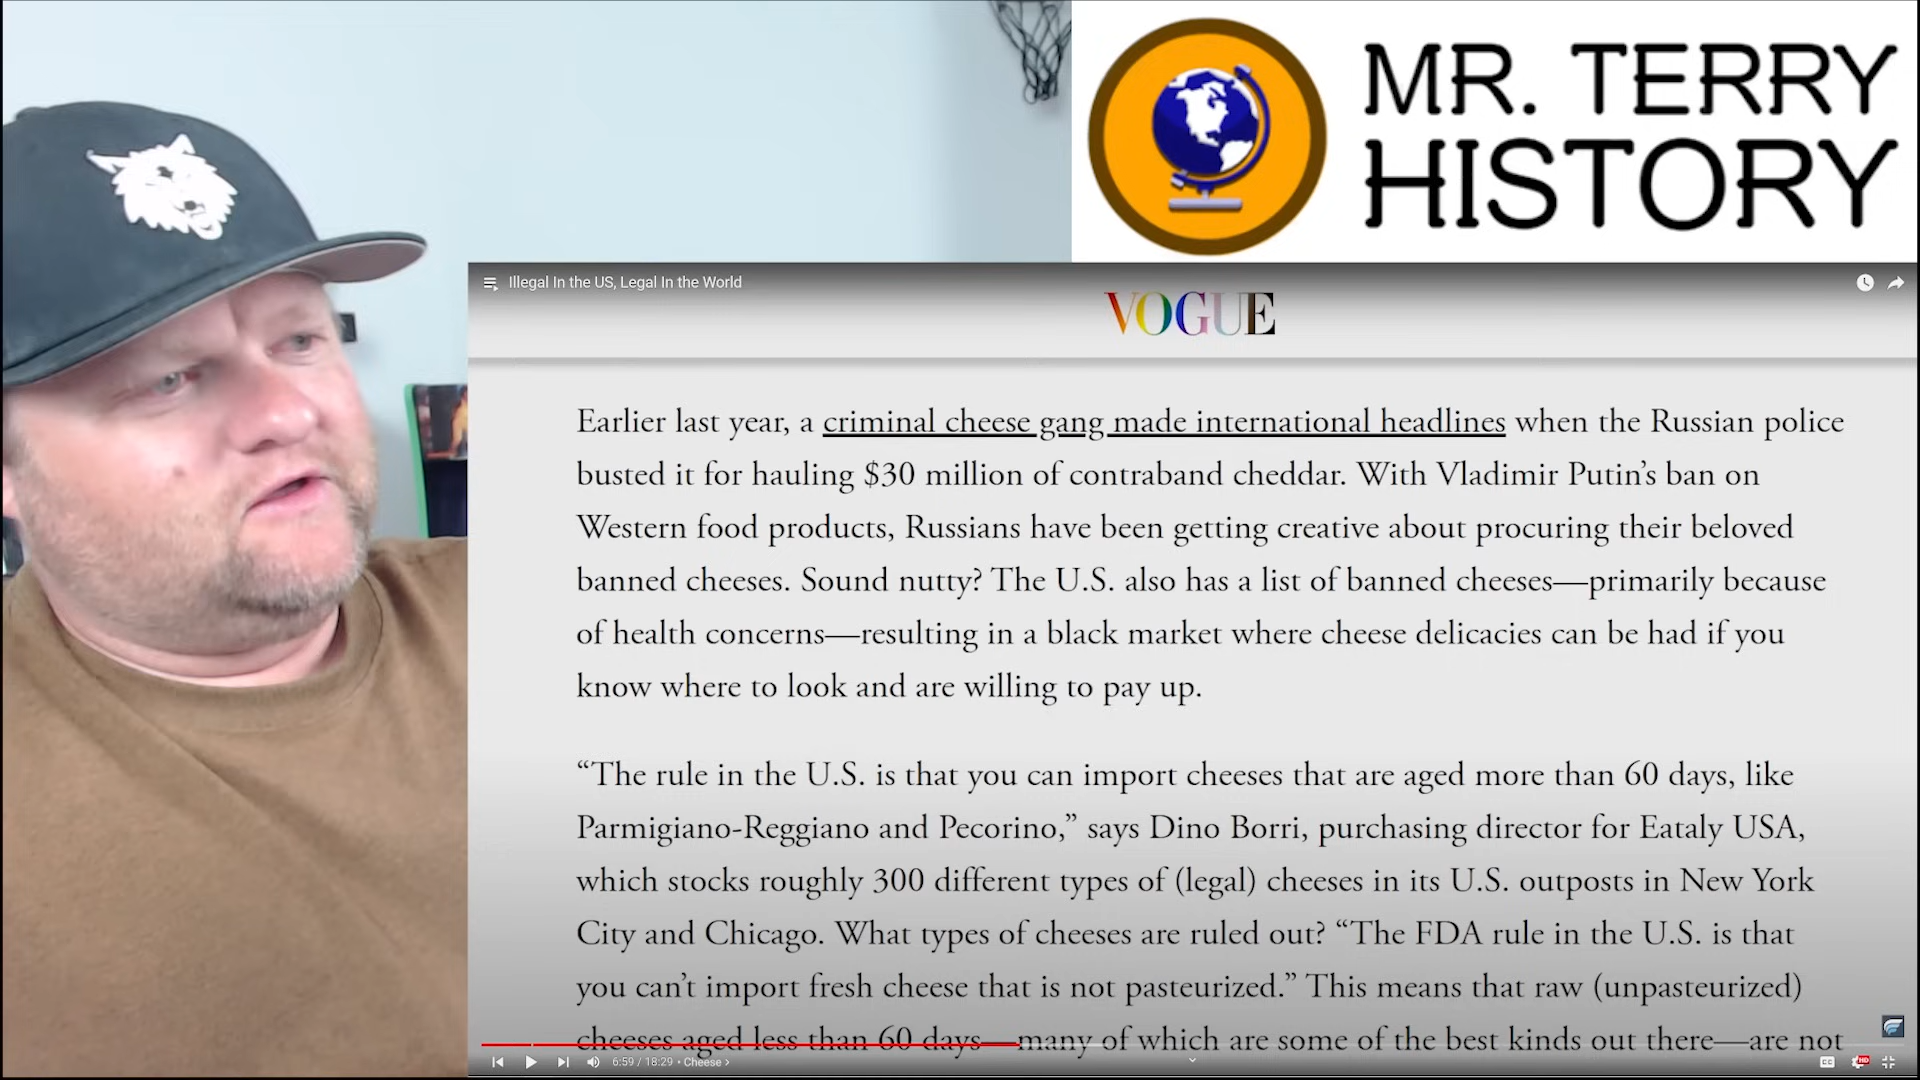 MR. TERRY
HISTORY
Illegal In the US, Legal In the World
VOGUE
Earlier last year, a criminal cheese gang made international headlines when the Russian police
busted it for hauling $30 million of contraband cheddar. With Vladimir Putin’s ban on
Western food products, Russians have been getting creative about procuring their beloved
banned cheeses. Sound nutty? The U.S. also has a list of banned cheeses—primarily because
of health concerns—resulting in a black market where cheese delicacies can be had if you
know where to look and are willing to pay up.
“The rule in the U.S. is that you can import cheeses that are aged more than 60 days, like
Parmigiano-Reggiano and Pecorino,” says Dino Borri, purchasing director for Eataly USA,
which stocks roughly 300 different types of (legal) cheeses in its U.S. outposts in New York
City and Chicago. What types of cheeses are ruled out? “The FDA rule in the U.S. is that
you can’t import fresh cheese that is not pasteurized.” This means that raw (unpasteurized)
cheeses aged less than 60 days—many of which are some of the best kinds out there—are not
6:59 / 18:29 • Cheese ›
CC
HD